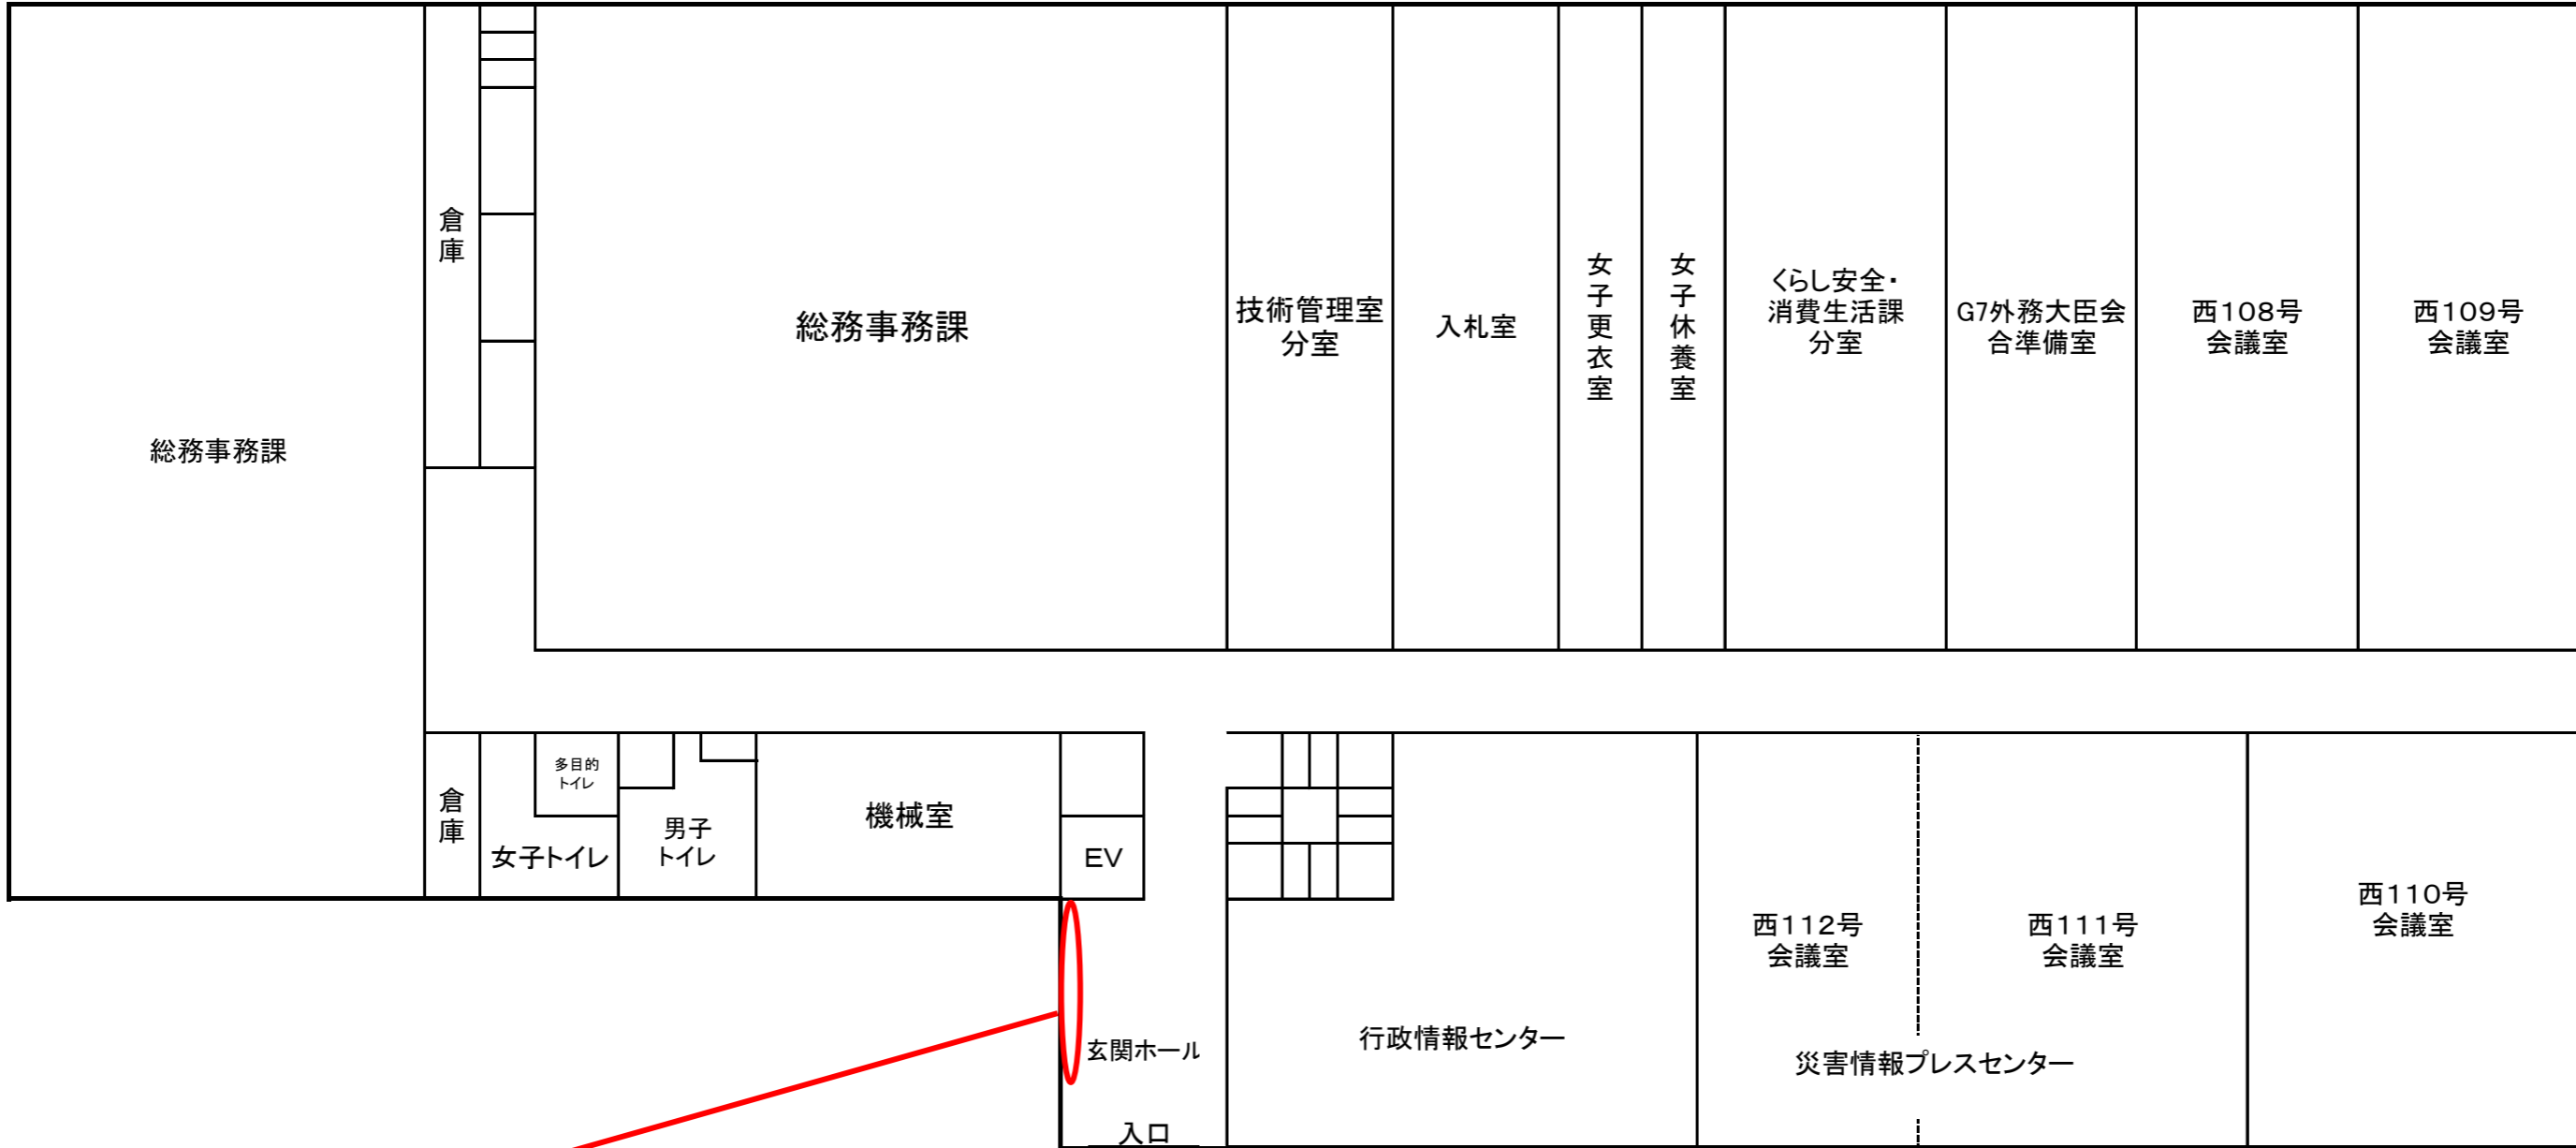 総務事務課
倉庫
総務事務課
技術管理室
分室
入札室
女子更衣室
女子休養室
くらし安全・
消費生活課
分室
G7外務大臣会
合準備室
西108号
会議室
西109号
会議室
倉庫
多目的
トイレ
女子トイレ
男子
トイレ
機械室
EV
玄関ホール
入口
行政情報センター
西112号
会議室
西111号
会議室
災害情報プレスセンター
西110号
会議室